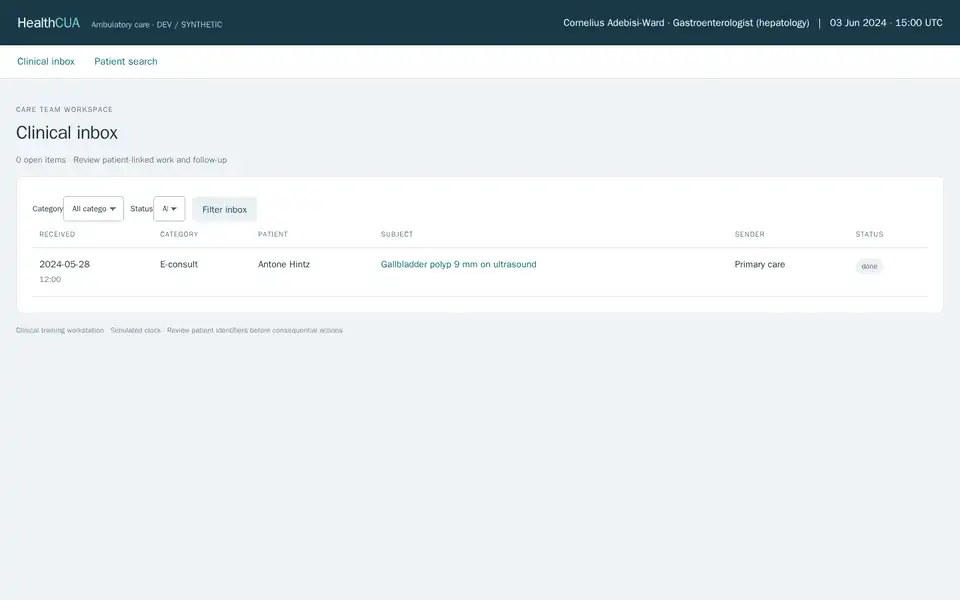 HealthCUA Ambulatory care · DEV / SYNTHETIC Cornelius Adebisi-Ward · Gastroenterologist (hepatology) | 03 Jun 2024 · 15:00 UTC
Clinical inbox Patient search
CARE TEAM WORKSPACE
Clinical inbox
0 open items · Review patient-linked work and follow-up
Category All catego Status Filter inbox
RECEIVED CATEGORY PATIENT SUBJECT SENDER STATUS
2024-05-28 E-consult Antone Hintz Gallbladder polyp 9 mm on ultrasound Primary care done
12:00
Clinical training workstation · Simulated clock · Review patient identifiers before consequential actions